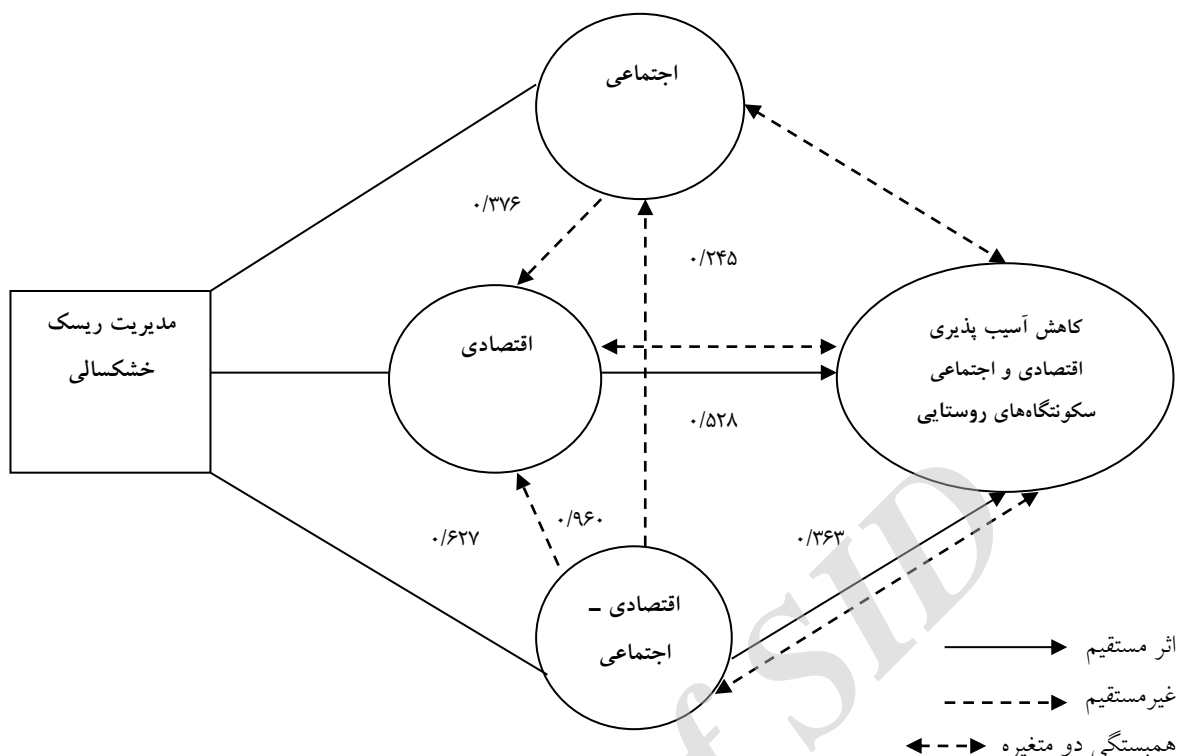 اجتماعی
۰/۳۷۶
۰/۲۴۵
مدیریت ریسک
خشکسالی
اقتصادی
کاهش آسیب پذیری
اقتصادی و اجتماعی
سکونتگاه‌های روستایی
۰/۵۲۸
۰/۶۲۷
۰/۹۶۰
۰/۳۶۳
اقتصادی –
اجتماعی
اثر مستقیم
غیرمستقیم
همبستگی دو متغیره
f SID